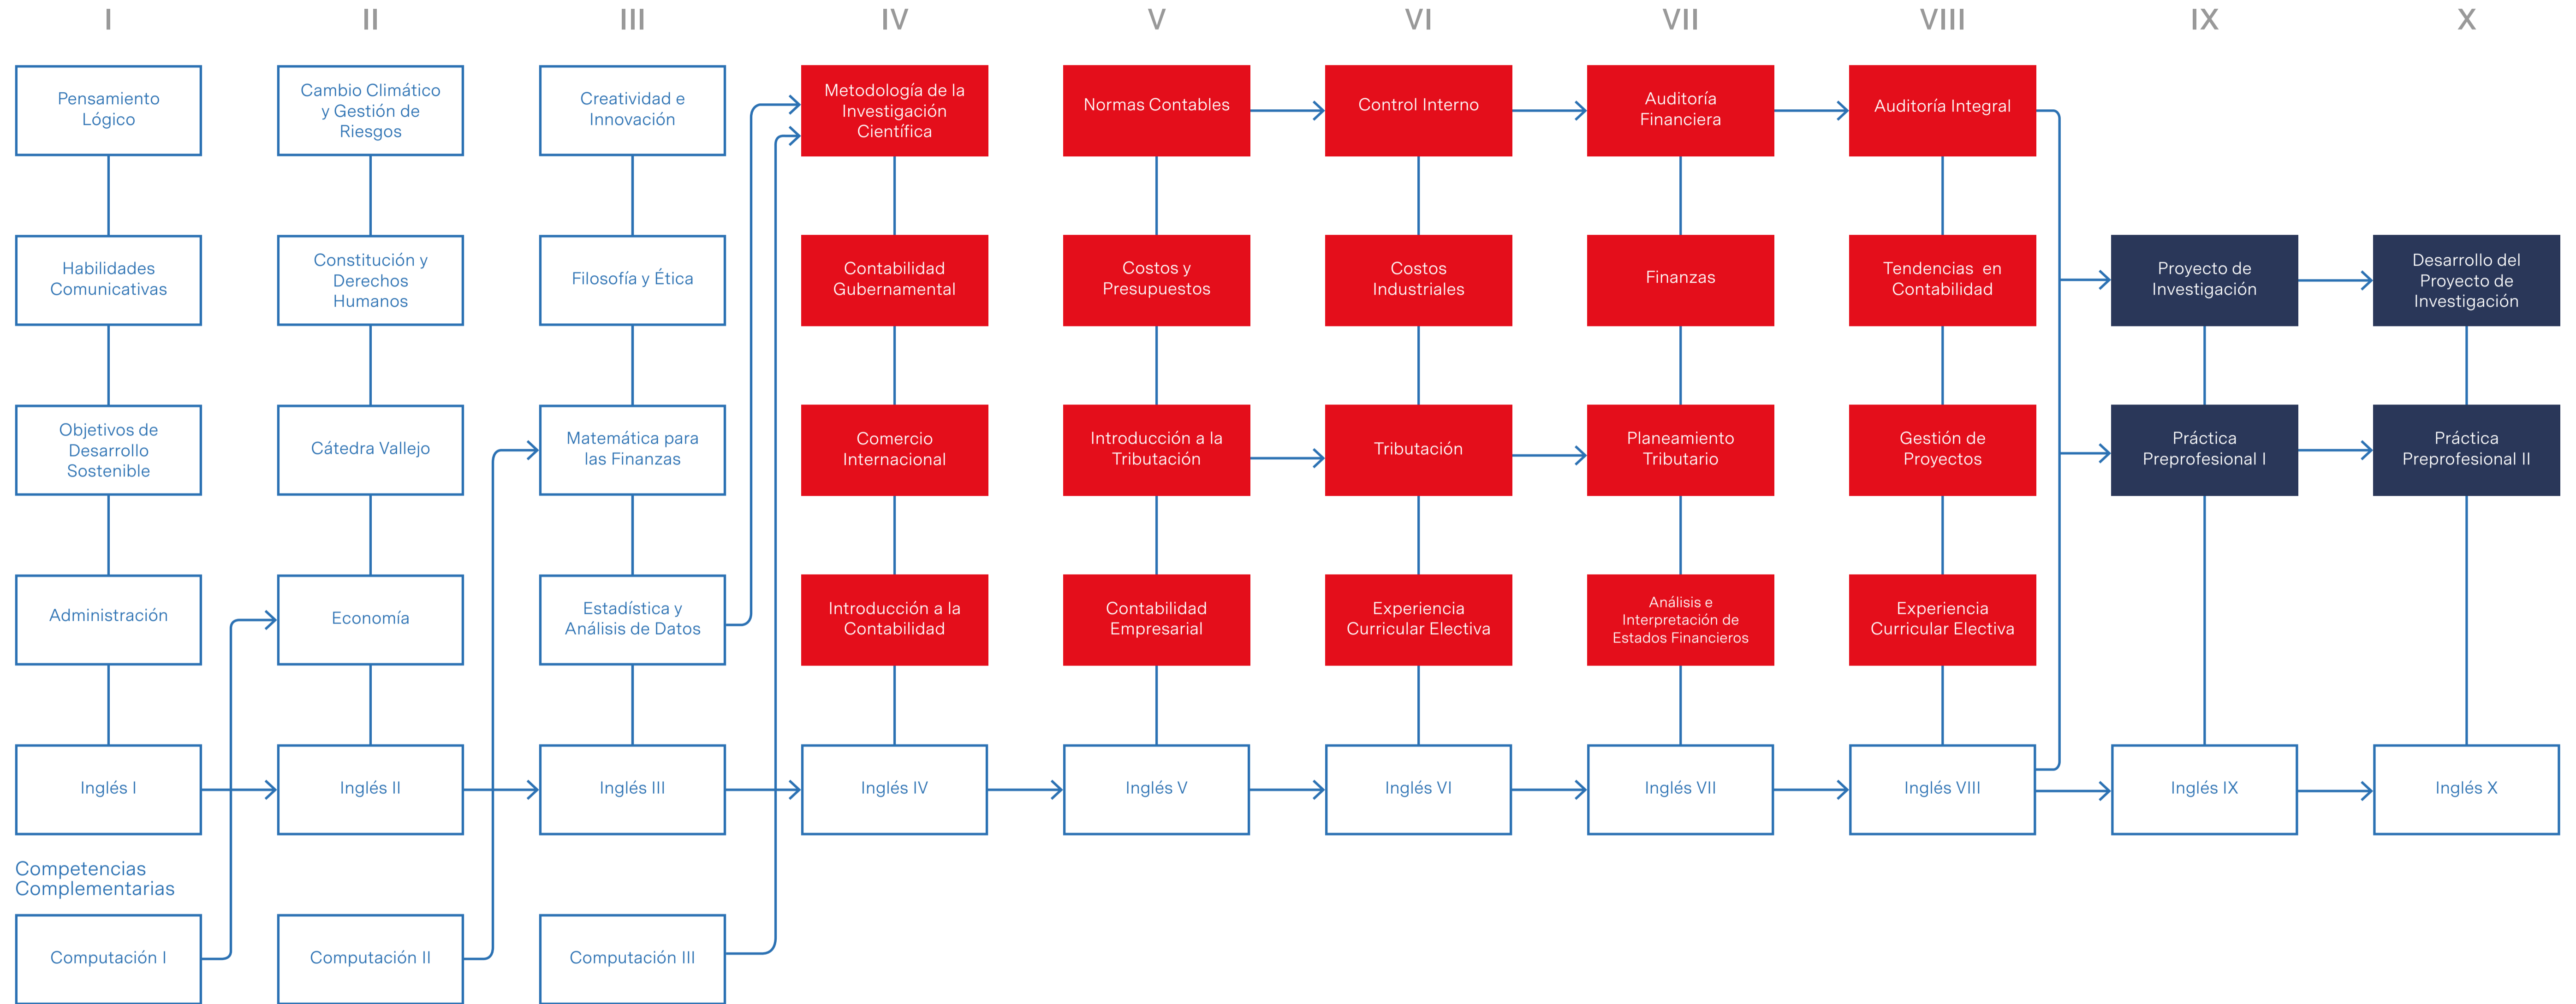 I
II
III
IV
V
VI
VII
VIII
IX
X
Pensamiento
Lógico
Cambio Climático
y Gestión de
Riesgos
Creatividad e
Innovación
Metodología de la
Investigación
Científica
Normas Contables
Control Interno
Auditoría
Financiera
Auditoría Integral
Habilidades
Comunicativas
Constitución y
Derechos
Humanos
Filosofía y Ética
Contabilidad
Gubernamental
Costos y
Presupuestos
Costos
Industriales
Finanzas
Tendencias en
Contabilidad
Proyecto de
Investigación
Desarrollo del
Proyecto de
Investigación
Objetivos de
Desarrollo
Sostenible
Cátedra Vallejo
Matemática para
las Finanzas
Comercio
Internacional
Introducción a la
Tributación
Tributación
Planeamiento
Tributario
Gestión de
Proyectos
Práctica
Preprofesional I
Práctica
Preprofesional II
Administración
Economía
Estadística y
Análisis de Datos
Introducción a la
Contabilidad
Contabilidad
Empresarial
Experiencia
Curricular Electiva
Análisis e
Interpretación de
Estados Financieros
Experiencia
Curricular Electiva
Inglés I
Inglés II
Inglés III
Inglés IV
Inglés V
Inglés VI
Inglés VII
Inglés VIII
Inglés IX
Inglés X
Competencias
Complementarias
Computación I
Computación II
Computación III